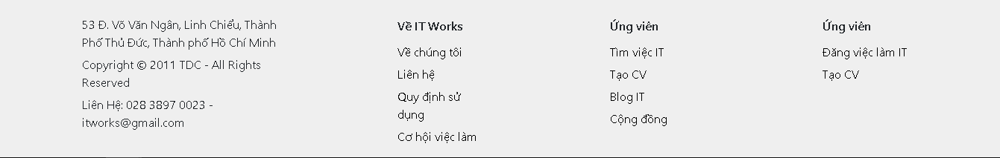 53 Đ. Võ Văn Ngân, Linh Chiểu, Thành
Phố Thủ Đức, Thành phố Hồ Chí Minh
Copyright © 2011 TDC - All Rights
Reserved
Liên Hệ: 028 3897 0023 -
itworks@gmail.com
Về IT Works
Về chúng tôi
Liên hệ
Quy định sử
dụng
Cơ hội việc làm
Ứng viên
Tìm việc IT
Tạo CV
Blog IT
Cộng đồng
Ứng viên
Đăng việc làm IT
Tạo CV